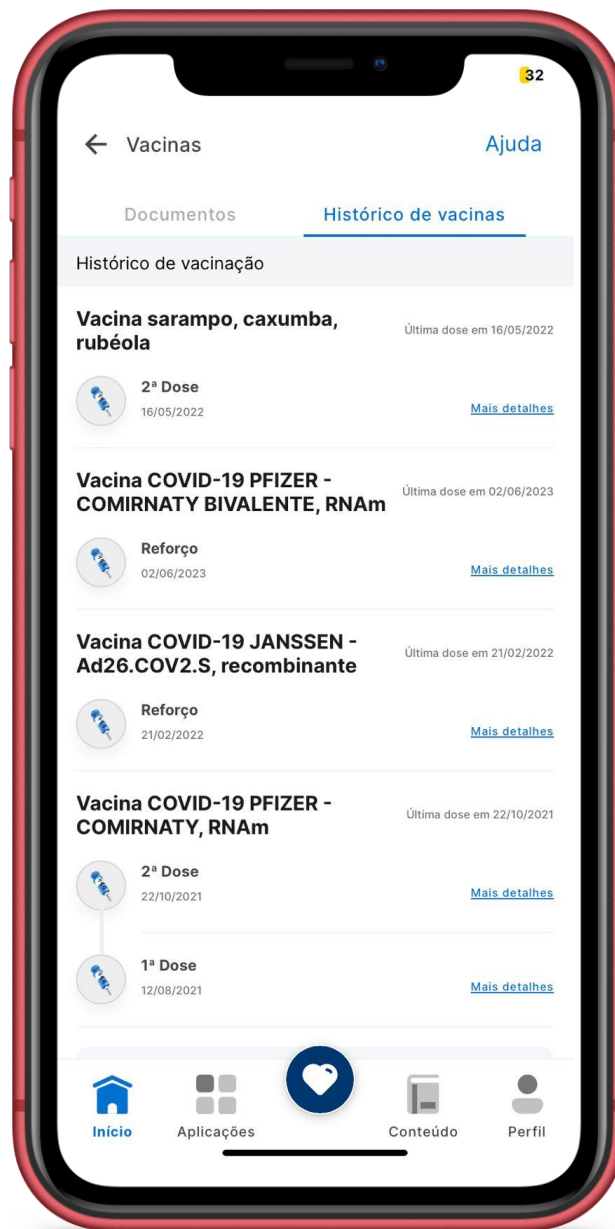 32
Vacinas
Ajuda
Documentos
Histórico de vacinas
Histórico de vacinação
Vacina sarampo, caxumba,
rubéola
Última dose em 16/05/2022
2ª Dose
16/05/2022
Mais detalhes
Vacina COVID-19 PFIZER -
COMIRNATY BIVALENTE, RNAm
Última dose em 02/06/2023
Reforço
02/06/2023
Mais detalhes
Vacina COVID-19 JANSSEN -
Ad26.COV2.S, recombinante
Última dose em 21/02/2022
Reforço
21/02/2022
Mais detalhes
Vacina COVID-19 PFIZER -
COMIRNATY, RNAm
Última dose em 22/10/2021
2ª Dose
22/10/2021
Mais detalhes
1ª Dose
12/08/2021
Mais detalhes
Início
Aplicações
Conteúdo
Perfil